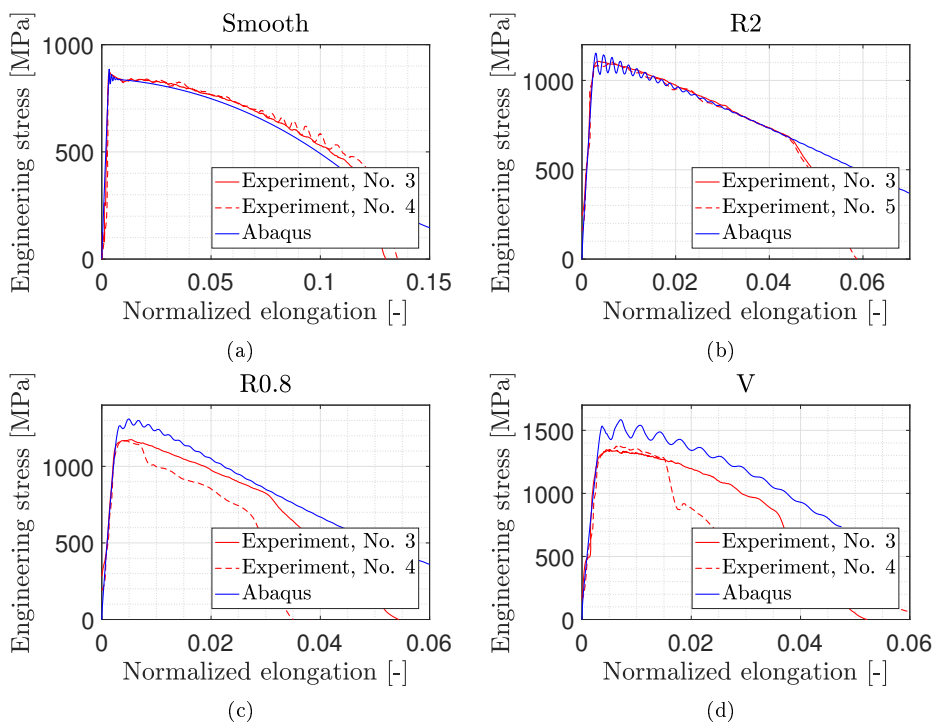 Smooth
Engineering stress [MPa]
1000
500
0
Experiment, No. 3
Experiment, No. 4
Abaqus
0 0.05 0.1 0.15
Normalized elongation [-]
(a)
R2
Engineering stress [MPa]
1000
500
0
Experiment, No. 3
Experiment, No. 5
Abaqus
0 0.02 0.04 0.06
Normalized elongation [-]
(b)
R0.8
Engineering stress [MPa]
1000
500
0
Experiment, No. 3
Experiment, No. 4
Abaqus
0 0.02 0.04 0.06
Normalized elongation [-]
(c)
V
Engineering stress [MPa]
1500
1000
500
0
Experiment, No. 3
Experiment, No. 4
Abaqus
0 0.02 0.04 0.06
Normalized elongation [-]
(d)